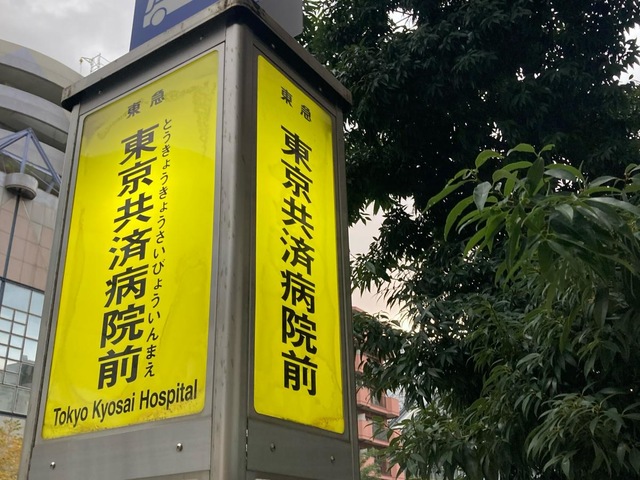 東急
東京共済病院前
とうきょうきょうさいびょういんまえ
Tokyo Kyosai Hospital
東急
東京共済病院前